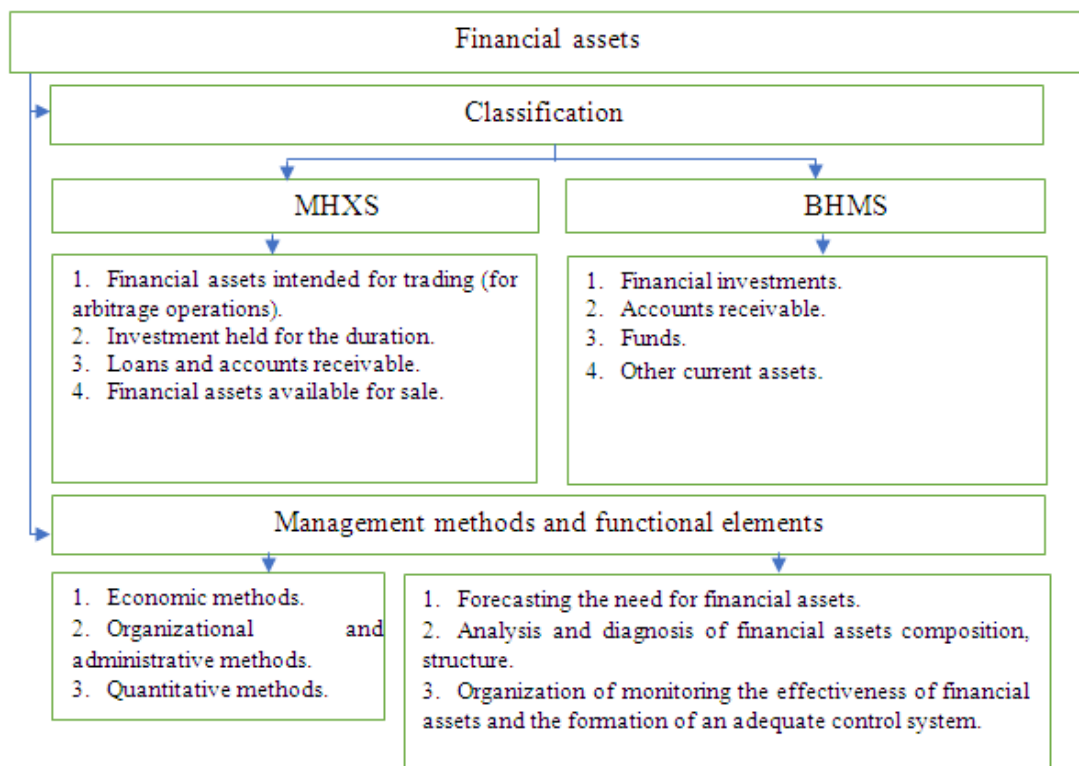 Financial assets
Classification
MHXS
BHMS
1. Financial assets intended for trading (for
arbitrage operations).
2. Investment held for the duration.
3. Loans and accounts receivable.
4. Financial assets available for sale.
1. Financial investments.
2. Accounts receivable.
3. Funds.
4. Other current assets.
Management methods and functional elements
1. Economic methods.
2. Organizational and
administrative methods.
3. Quantitative methods.
1. Forecasting the need for financial assets.
2. Analysis and diagnosis of financial assets composition,
structure.
3. Organization of monitoring the effectiveness of financial
assets and the formation of an adequate control system.